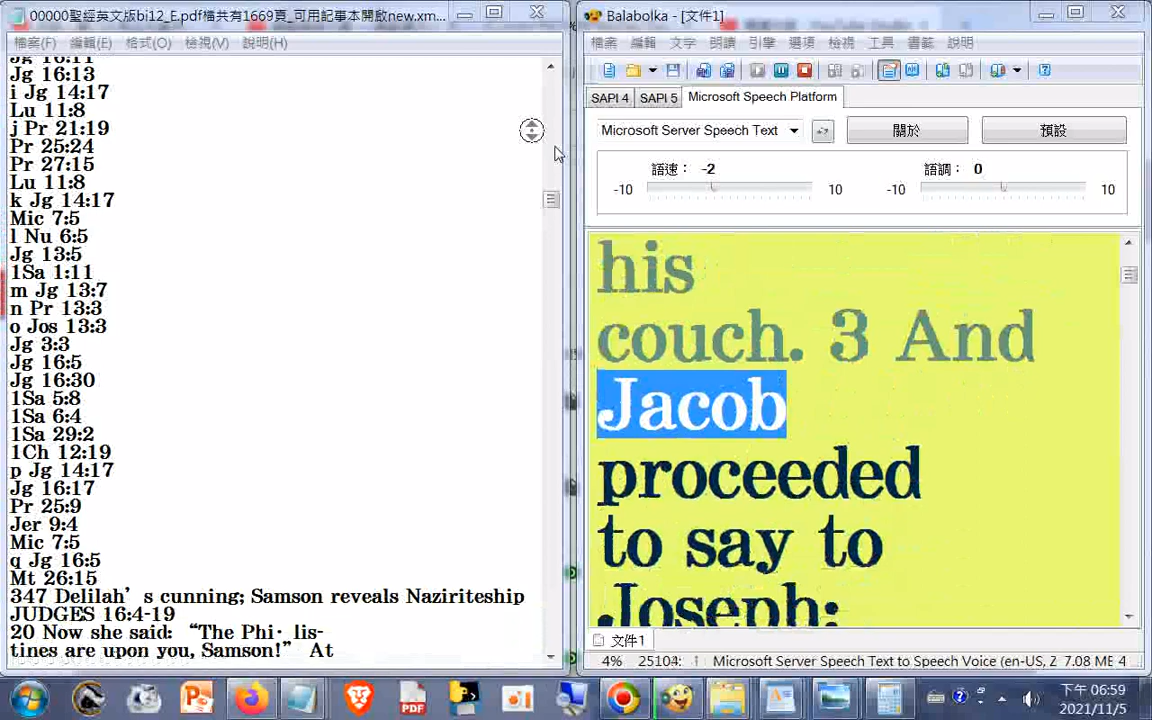 00000聖經英文版bi12_E.pdf檔共有1669頁_可用記事本開啟new.xm...
檔案(F) 編輯(E) 格式(O) 檢視(V) 說明(H)
Jg 16:11
Jg 16:13
i Jg 14:17
Lu 11:8
j Pr 21:19
Pr 25:24
Pr 27:15
Lu 11:8
k Jg 14:17
Mic 7:5
l Nu 6:5
Jg 13:5
1Sa 1:11
m Jg 13:7
n Pr 13:3
o Jos 13:3
Jg 3:3
Jg 16:5
Jg 16:30
1Sa 5:8
1Sa 6:4
1Sa 29:2
1Ch 12:19
p Jg 14:17
Jg 16:17
Pr 25:9
Jer 9:4
Mic 7:5
q Jg 16:5
Mt 26:15
347 Delilah’s cunning; Samson reveals Naziriteship
JUDGES 16:4-19
20 Now she said: “The Phi· lis-
tines are upon you, Samson!” At
Balabolka - [文件1]
檔案 編輯 文字 朗讀 引擎 選項 檢視 工具 書籤 說明
SAPI 4 SAPI 5 Microsoft Speech Platform
Microsoft Server Speech Text 關於 預設
語速： -2 語調： 0
-10 10 -10 10
his
couch. 3 And
Jacob
proceeded
to say to
Joseph:
文件1
4% 25104: Microsoft Server Speech Text to Speech Voice (en-US, Z 7.08 ME 4
PDF
下午 06:59
2021/11/5